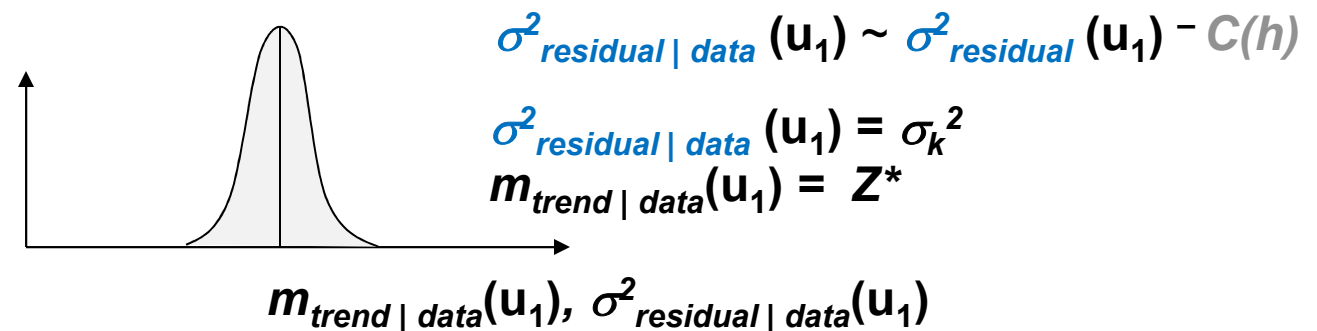 σ²residual | data (u₁) ~ σ²residual (u₁) – C(h)
σ²residual | data (u₁) = σₖ²
mtrend | data(u₁) = Z*
mtrend | data(u₁), σ²residual | data(u₁)